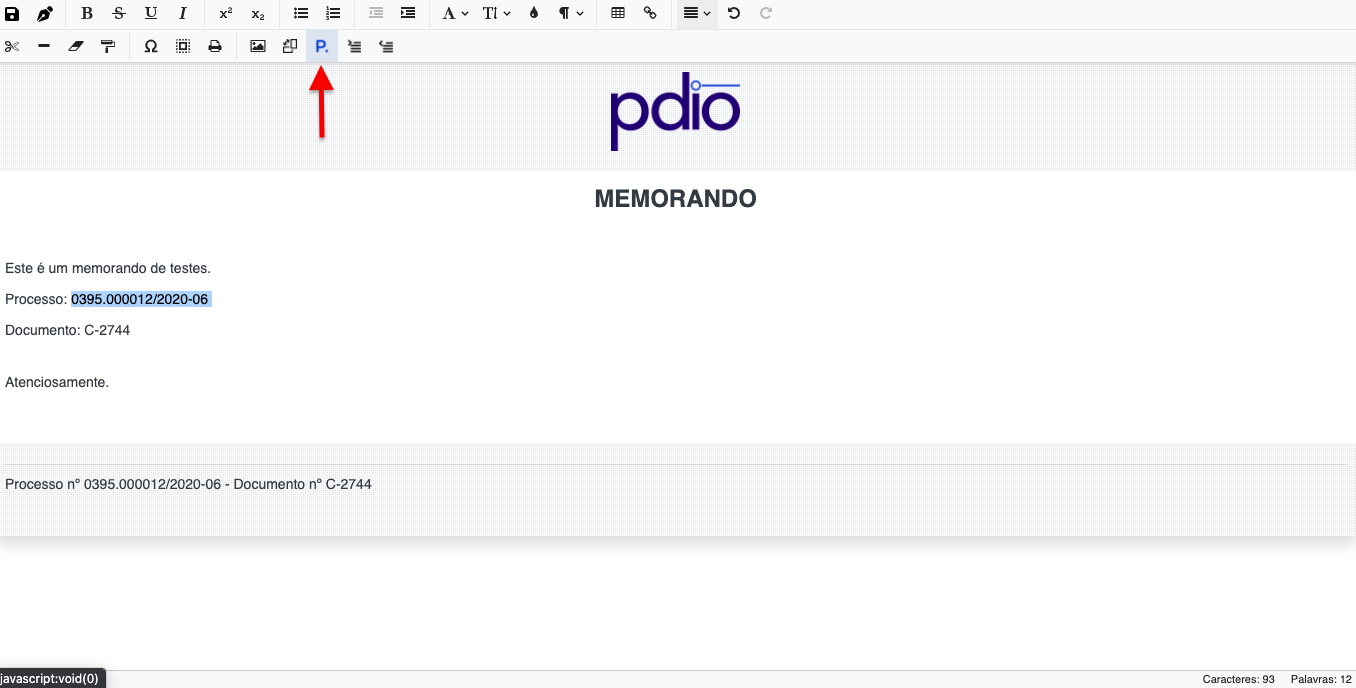 B S U I x² x₂ A TI ¶
Ω P.
pdio
MEMORANDO
Este é um memorando de testes.
Processo: 0395.000012/2020-06
Documento: C-2744
Atenciosamente.
Processo nº 0395.000012/2020-06 - Documento nº C-2744
javascript:void(0)
Caracteres: 93 Palavras: 12